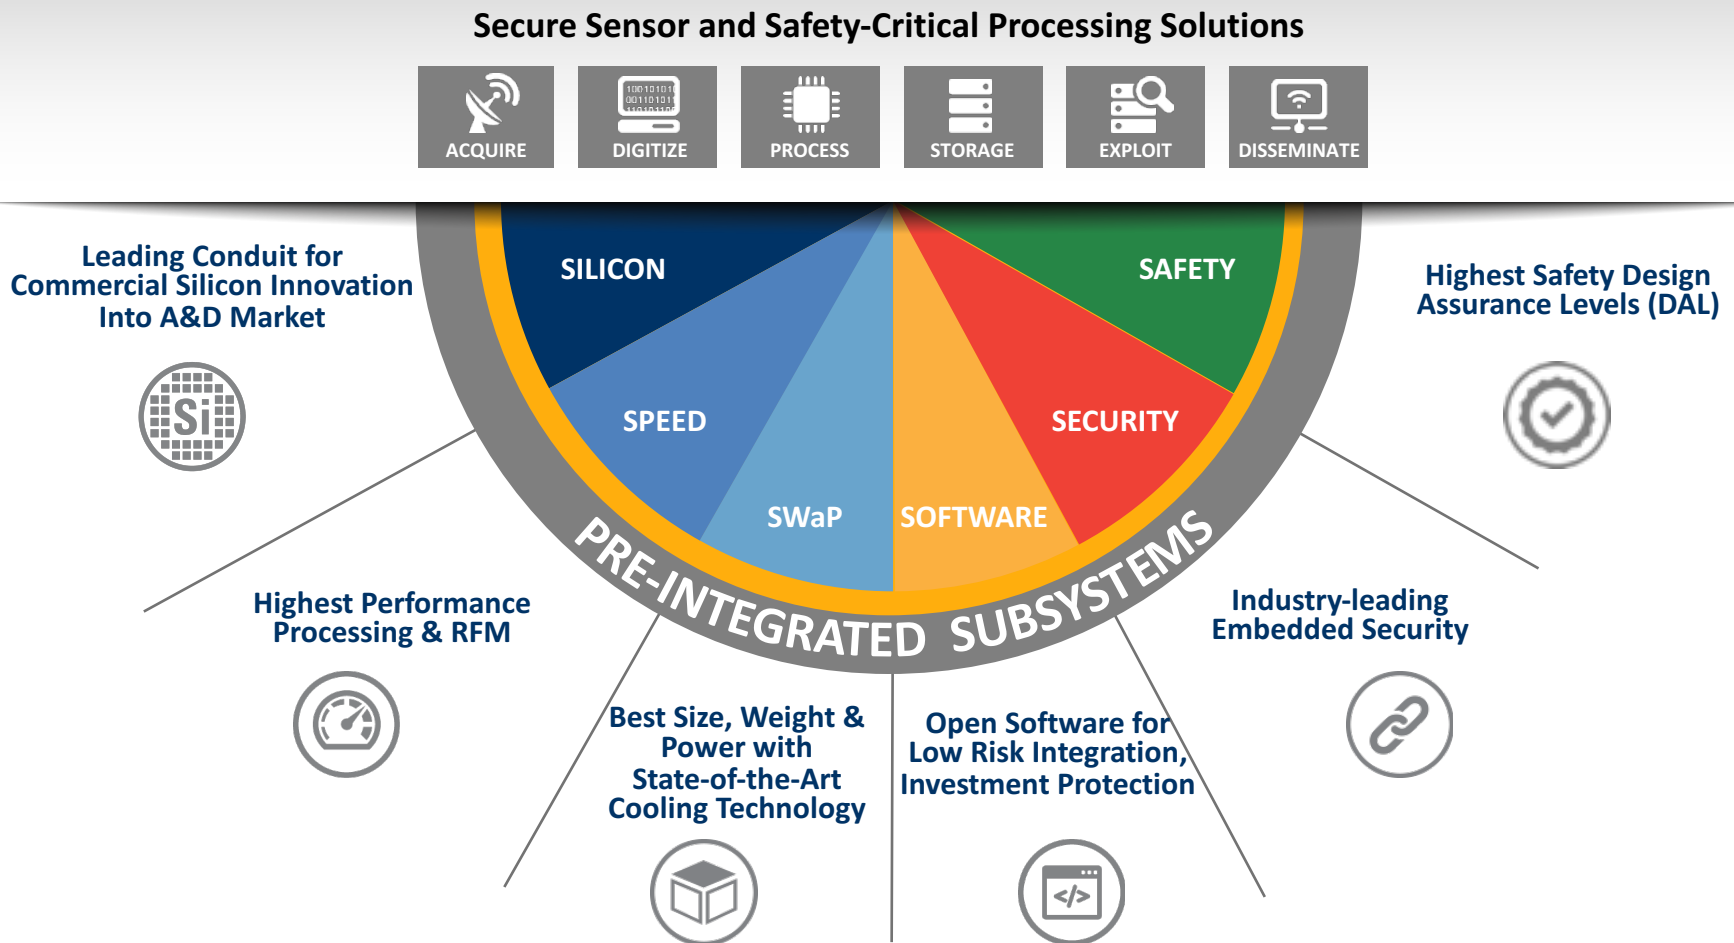 Secure Sensor and Safety-Critical Processing Solutions
100101010
001101011
110101100
ACQUIRE
DIGITIZE
PROCESS
STORAGE
EXPLOIT
DISSEMINATE
Leading Conduit for
Commercial Silicon Innovation
Into A&D Market
Si
SILICON
SPEED
SWaP
SOFTWARE
SECURITY
SAFETY
PRE-INTEGRATED SUBSYSTEMS
Highest Safety Design
Assurance Levels (DAL)
Highest Performance
Processing & RFM
Best Size, Weight &
Power with
State-of-the-Art
Cooling Technology
Open Software for
Low Risk Integration,
Investment Protection
</>
Industry-leading
Embedded Security